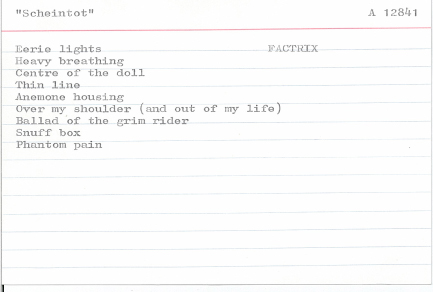 "Scheintot" A 12841
Eerie lights FACTRIX
Heavy breathing
Centre of the doll
Thin line
Anemone housing
Over my shoulder (and out of my life)
Ballad of the grim rider
Snuff box
Phantom pain